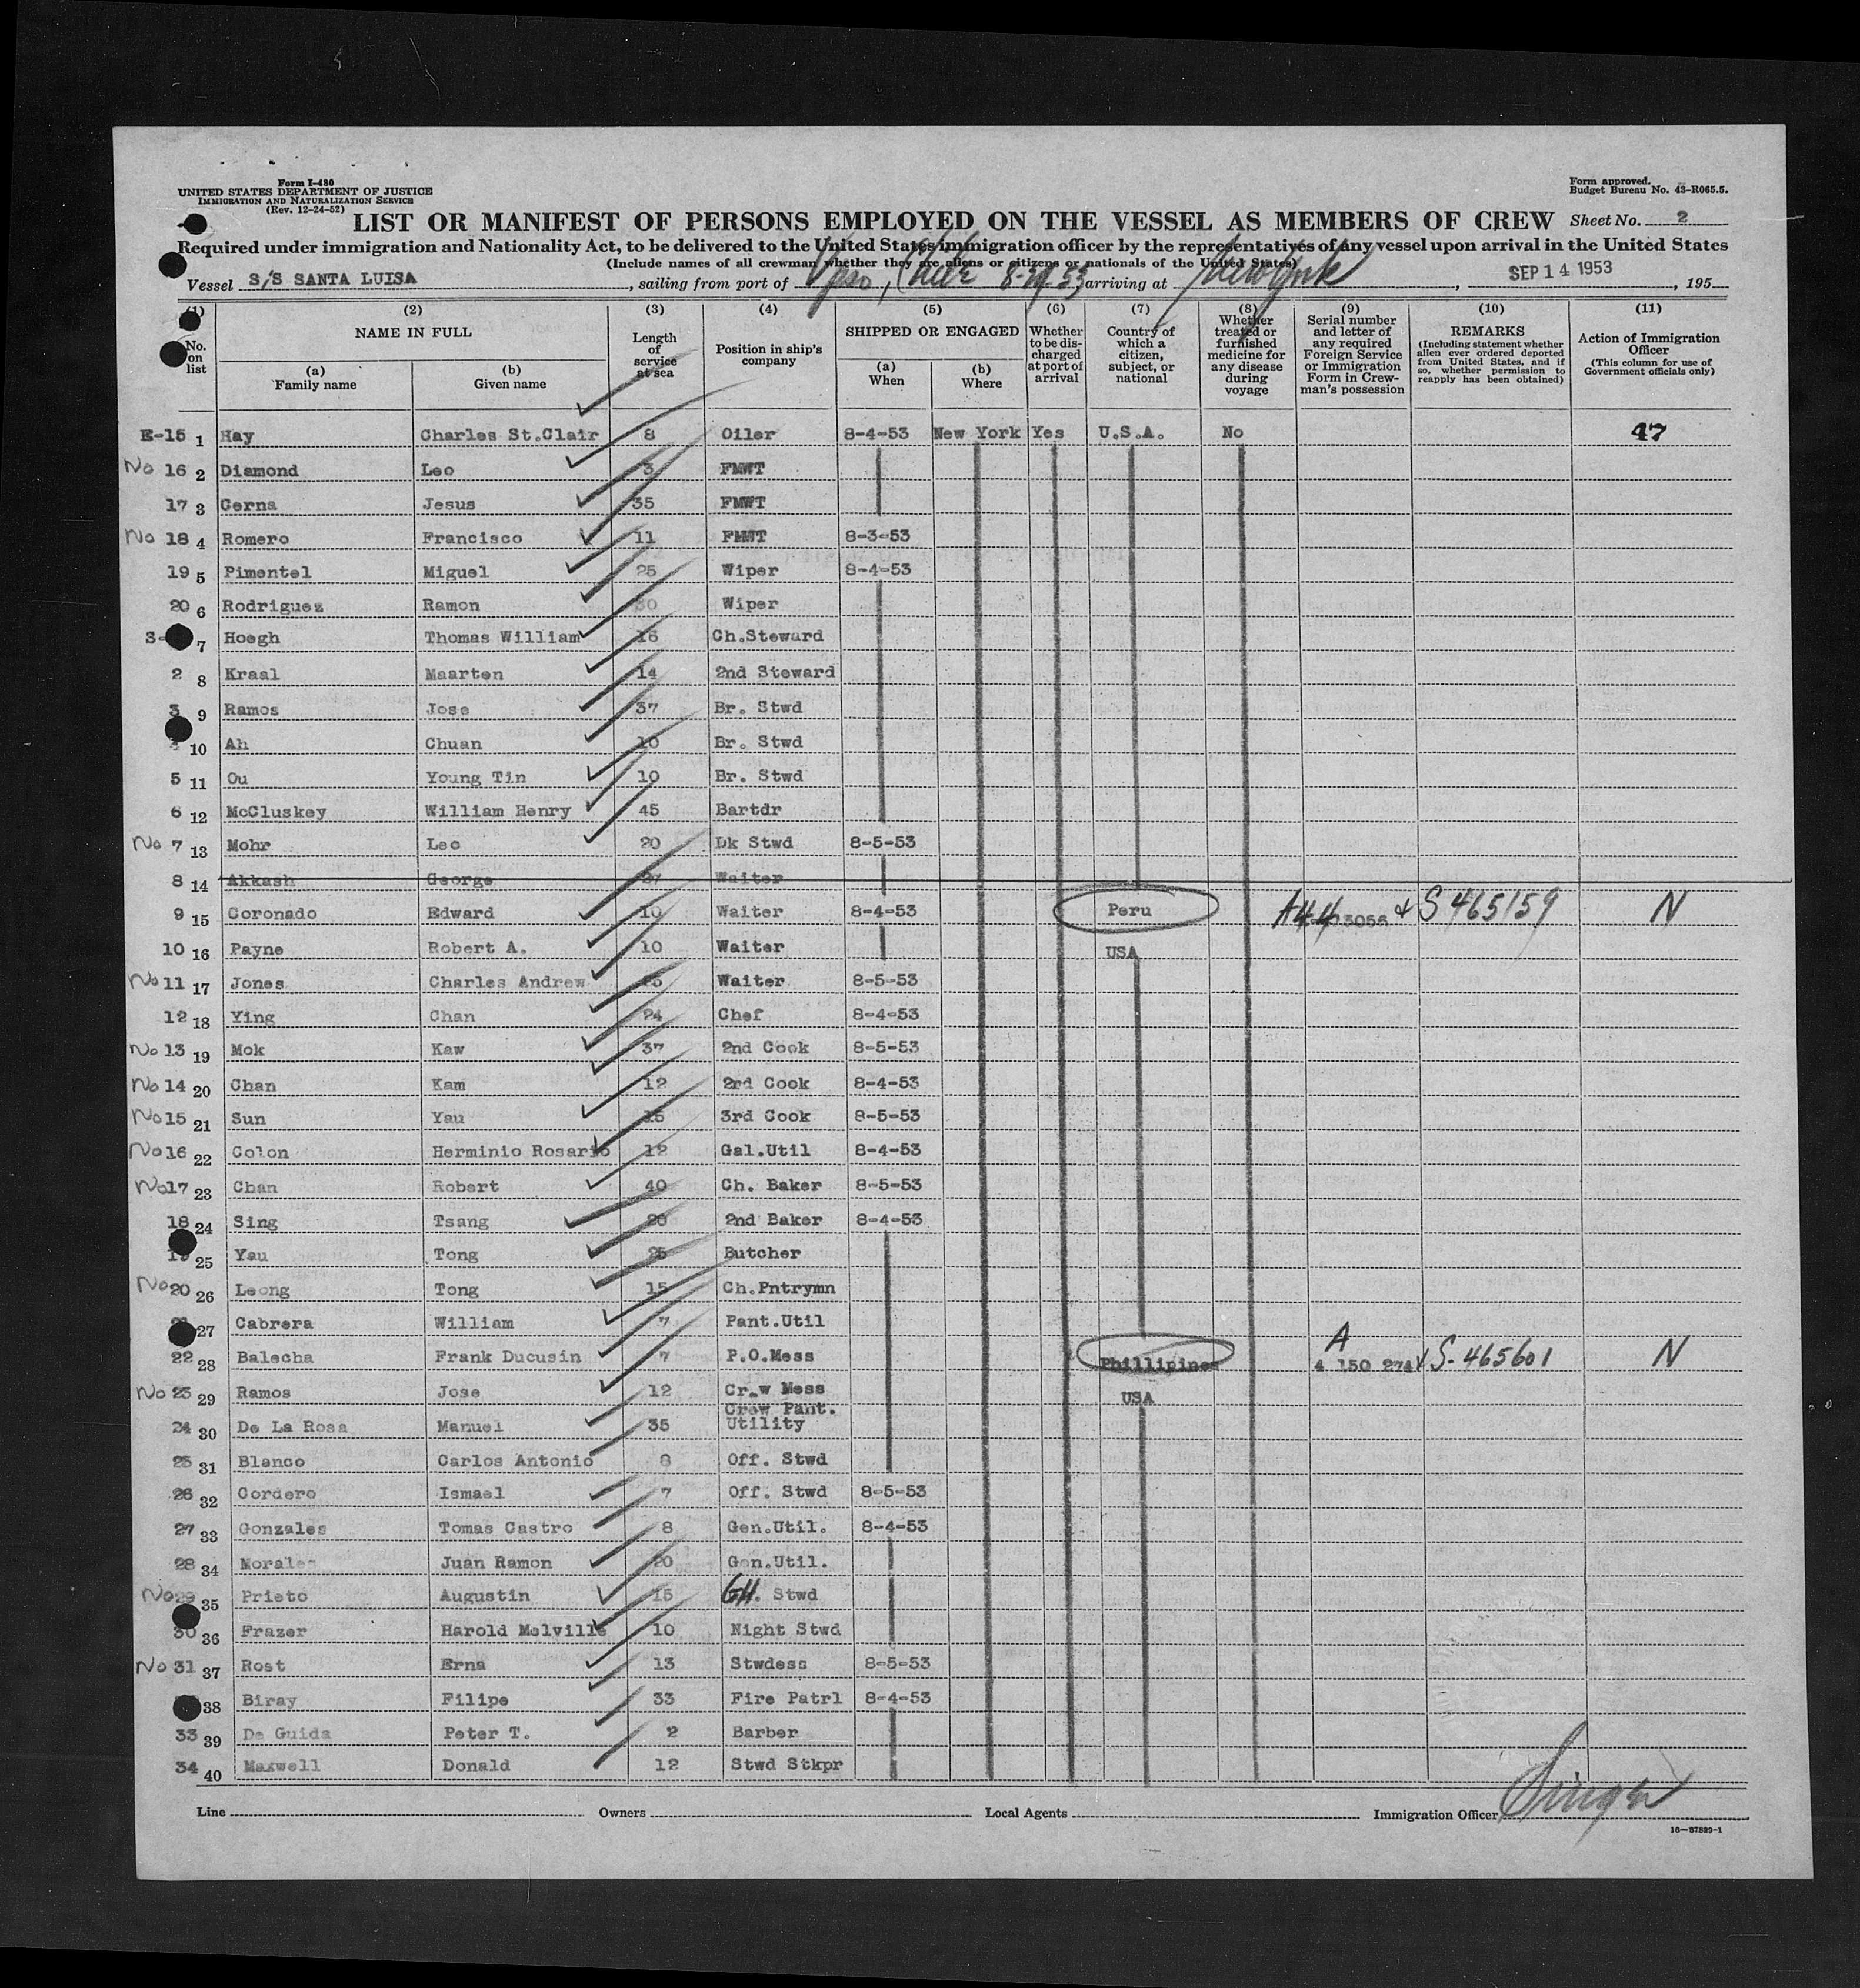 Form I-480
UNITED STATES DEPARTMENT OF JUSTICE
IMMIGRATION AND NATURALIZATION SERVICE
(Rev. 12-24-52)
Form approved.
Budget Bureau No. 43-R065.5.
LIST OR MANIFEST OF PERSONS EMPLOYED ON THE VESSEL AS MEMBERS OF CREW
Sheet No. 2
Required under immigration and Nationality Act, to be delivered to the United States immigration officer by the representatives of any vessel upon arrival in the United States
(Include names of all crewman whether they are aliens or citizens or nationals of the United States)
Vessel S/S SANTA LUISA, sailing from port of Vpso, Chile 8-29-53 arriving at New York, SEP 14 1953, 195
(1) (2) (3) (4) (5) (6) (7) (8) (9) (10) (11)
No. on list
NAME IN FULL
(a) Family name
(b) Given name
Length of service at sea
Position in ship's company
SHIPPED OR ENGAGED
(a) When
(b) Where
Whether to be discharged at port of arrival
Country of which a citizen, subject, or national
Whether treated or furnished medicine for any disease during voyage
Serial number and letter of any required Foreign Service or Immigration Form in Crewman's possession
REMARKS
(Including statement whether alien ever ordered deported from United States, and if so, whether permission to reapply has been obtained)
Action of Immigration Officer
(This column for use of Government officials only)
E-15 1 Hay Charles St.Clair 8 Oiler 8-4-53 New York Yes U.S.A. No 47
No 16 2 Diamond Leo 3 FMWT
17 3 Cerna Jesus 35 FMWT
No 18 4 Romero Francisco 11 FMWT 8-3-53
19 5 Pimentel Miguel 25 Wiper 8-4-53
20 6 Rodriguez Ramon 30 Wiper
S- 7 Hoegh Thomas William 16 Ch.Steward
2 8 Kraal Maarten 14 2nd Steward
3 9 Ramos Jose 37 Br. Stwd
10 Ah Chuan 10 Br. Stwd
5 11 Ou Young Tin 10 Br. Stwd
6 12 McCluskey William Henry 45 Bartdr
No 7 13 Mohr Leo 20 Dk Stwd 8-5-53
8 14 Akkash George 27 Waiter
9 15 Coronado Edward 10 Waiter 8-4-53 Peru S 465159 N
10 16 Payne Robert A. 10 Waiter USA
No 11 17 Jones Charles Andrew 25 Waiter 8-5-53
12 18 Ying Chan 24 Chef 8-4-53
No 13 19 Mok Kaw 37 2nd Cook 8-5-53
No 14 20 Chan Kam 12 2rd Cook 8-4-53
No 15 21 Sun Yau 15 3rd Cook 8-5-53
No 16 22 Colon Herminio Rosario 12 Gal.Util 8-4-53
No 17 23 Chan Robert 40 Ch. Baker 8-5-53
18 24 Sing Tsang 20 2nd Baker 8-4-53
19 25 Yau Tong 25 Butcher
No 20 26 Leong Tong 15 Ch.Pntrymn
27 Cabrera William 7 Pant.Util
22 28 Balecha Frank Ducusin 7 P.O.Mess Phillipines A 4 150 274 S-465601 N
No 23 29 Ramos Jose 12 Crew Mess USA
24 30 De La Rosa Manuel 35 Crew Pant. Utility
25 31 Blanco Carlos Antonio 8 Off. Stwd
26 32 Cordero Ismael 7 Off. Stwd 8-5-53
27 33 Gonzales Tomas Castro 8 Gen.Util. 8-4-53
28 34 Morales Juan Ramon 20 Gen.Util.
No 29 35 Prieto Augustin 15 GH. Stwd
30 36 Frazer Harold Melville 10 Night Stwd
No 31 37 Rost Erna 13 Stwdess 8-5-53
38 Biray Filipe 33 Fire Patrl 8-4-53
33 39 De Guida Peter T. 2 Barber
34 40 Maxwell Donald 12 Stwd Stkpr
Line Owners Local Agents Immigration Officer Singer
16-57829-1